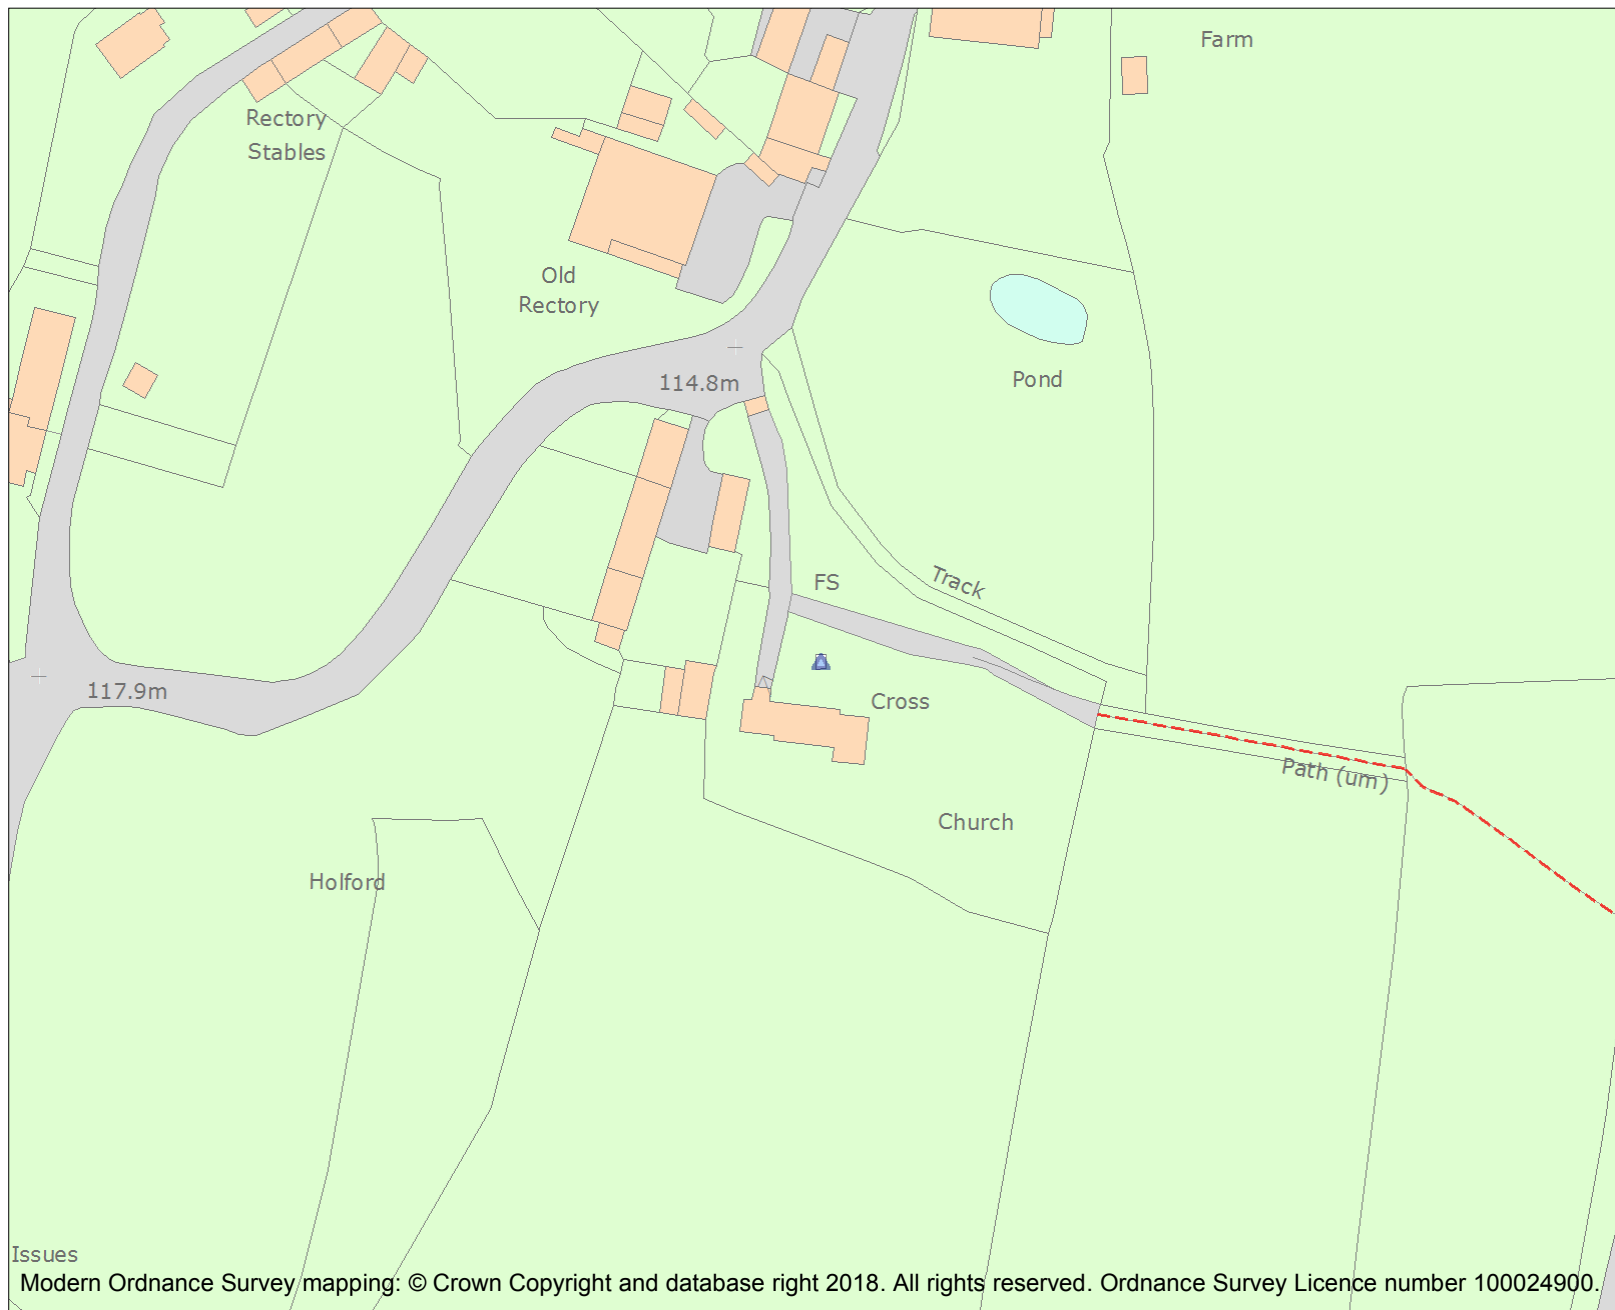 Farm
Rectory
Stables
Old
Rectory
Pond
114.8m
FS
Track
117.9m
Cross
Path (um)
Church
Holford
Issues
Modern Ordnance Survey mapping: © Crown Copyright and database right 2018. All rights reserved. Ordnance Survey Licence number 100024900.